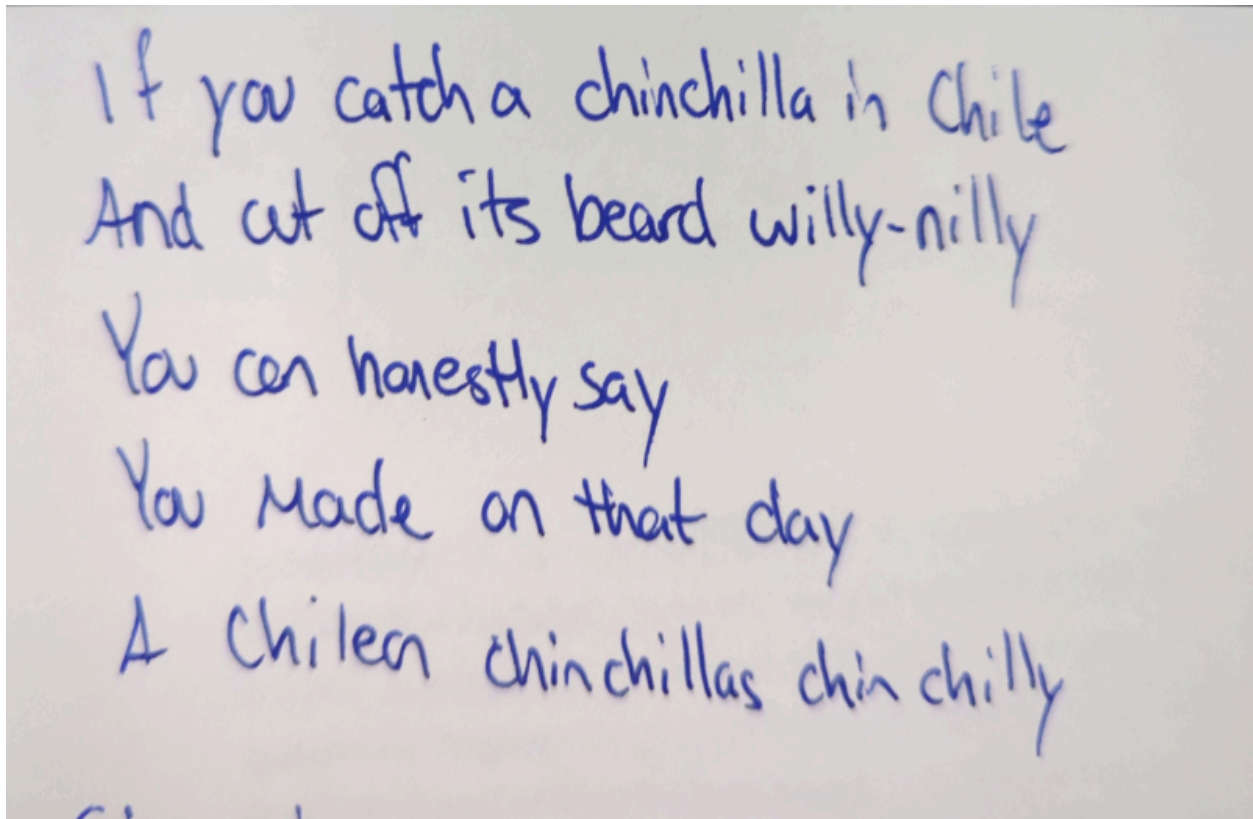 If you catch a chinchilla in Chile
And cut off its beard willy-nilly
You can honestly say
You Made on that day
A Chilean chinchillas chin chilly